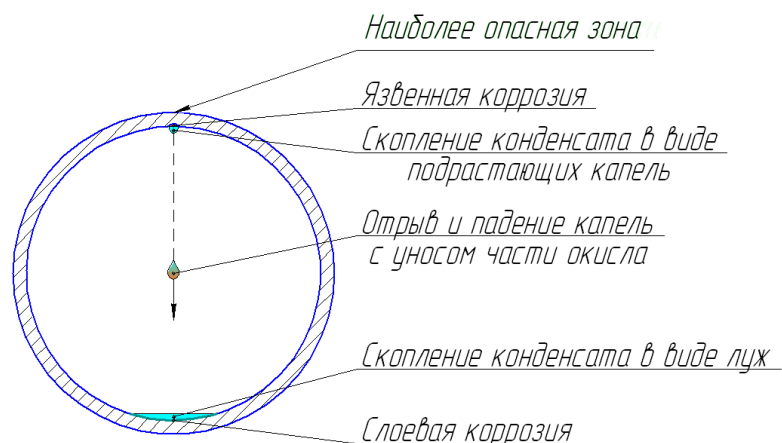 Наиболее опасная зона
Язвенная коррозия
Скопление конденсата в виде
подрастающих капель
Отрыв и падение капель
с уносом части окисла
Скопление конденсата в виде луж
Слоевая коррозия